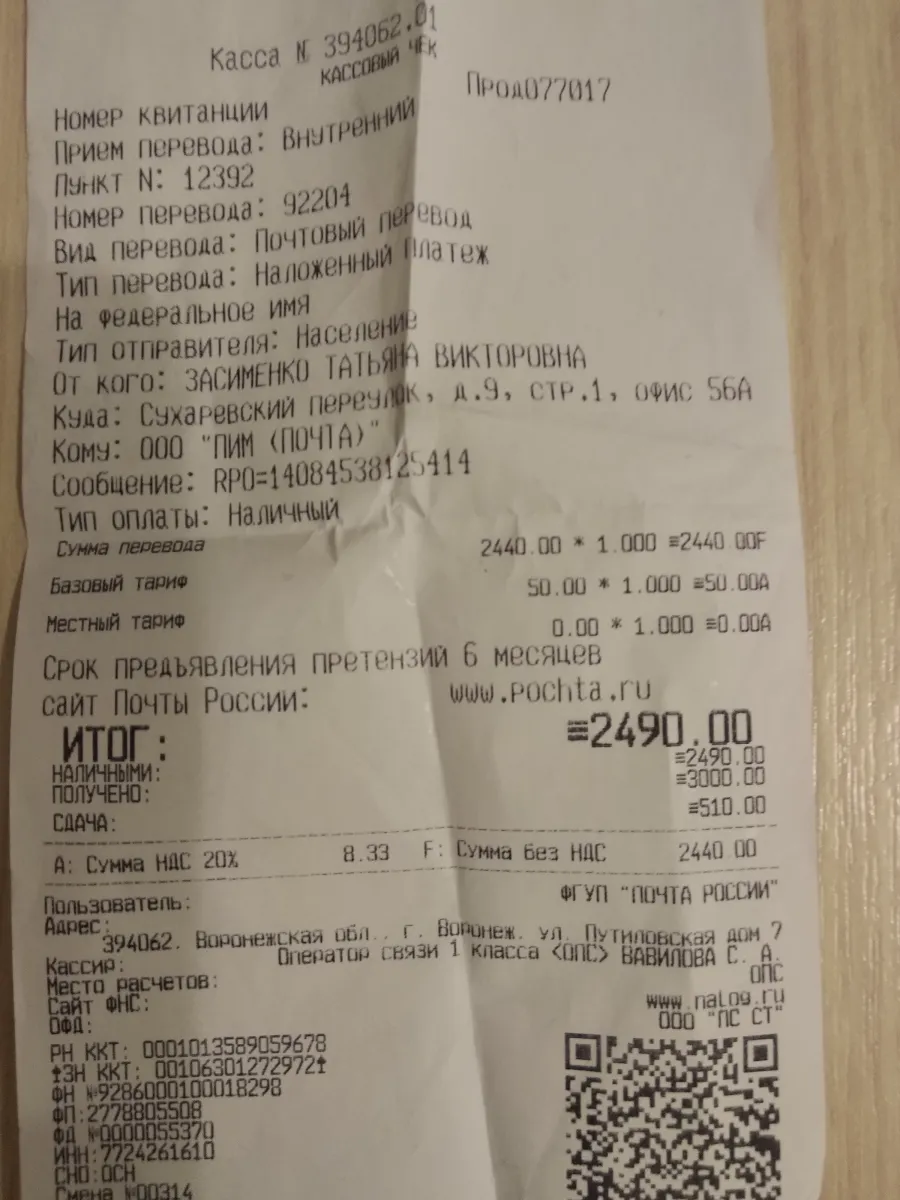 Касса № 394062.01
КАССОВЫЙ ЧЕК
Прод077017
Номер квитанции
Прием перевода: Внутренний
Пункт N: 12392
Номер перевода: 92204
Вид перевода: Почтовый перевод
Тип перевода: Наложенный Платеж
На федеральное имя
Тип отправителя: Население
От кого: ЗАСИМЕНКО ТАТЬЯНА ВИКТОРОВНА
Куда: Сухаревский переулок, д.9, стр.1, офис 56А
Кому: ООО "ПИМ (ПОЧТА)"
Сообщение: RPO=14084538125414
Тип оплаты: Наличный
Сумма перевода 2440.00 * 1.000 ≡2440.00F
Базовый тариф 50.00 * 1.000 ≡50.00А
Местный тариф 0.00 * 1.000 ≡0.00А
Срок предъявления претензий 6 месяцев
сайт Почты России: www.pochta.ru
ИТОГ: ≡2490.00
НАЛИЧНЫМИ: ≡2490.00
ПОЛУЧЕНО: ≡3000.00
СДАЧА: ≡510.00
А: Сумма НДС 20% 8.33 F: Сумма без НДС 2440.00
Пользователь: ФГУП "ПОЧТА РОССИИ"
Адрес:
394062. Воронежская обл., г. Воронеж. ул. Путиловская дом 7
Кассир: Оператор связи 1 класса <ОПС> ВАВИЛОВА С. А.
Место расчетов: ОПС
Сайт ФНС: www.nalog.ru
ОФД: ООО "ПС СТ"
РН ККТ: 0001013589059678
ЗН ККТ: 00106301272972
ФН №9286000100018298
ФП:2778805508
ФД №0000055370
ИНН:7724261610
СНО:ОСН
Смена №00314